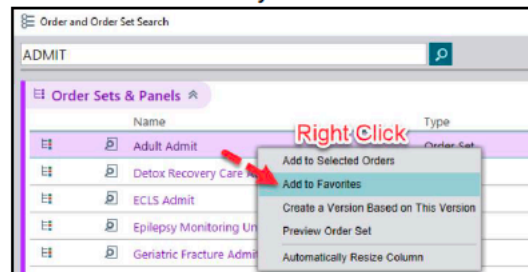 Order and Order Set Search
ADMIT
Order Sets & Panels
Name Type
Adult Admit Order Set
Detox Recovery Care
ECLS Admit
Epilepsy Monitoring
Geriatric Fracture
Right Click
Add to Selected Orders
Add to Favorites
Create a Version Based on This Version
Preview Order Set
Automatically Resize Column